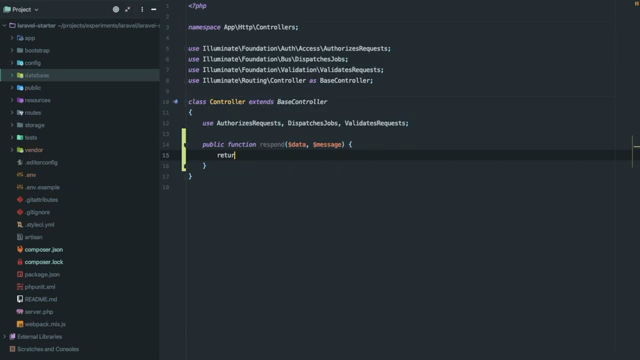 Project
laravel-starter ~/projects/experiments/laravel/laravel-
app
bootstrap
config
database
public
resources
routes
storage
tests
vendor
.editorconfig
.env
.env.example
.gitattributes
.gitignore
.styleci.yml
artisan
composer.json
composer.lock
package.json
phpunit.xml
README.md
server.php
webpack.mix.js
External Libraries
Scratches and Consoles
1 <?php
2
3 namespace App\Http\Controllers;
4
5 use Illuminate\Foundation\Auth\Access\AuthorizesRequests;
6 use Illuminate\Foundation\Bus\DispatchesJobs;
7 use Illuminate\Foundation\Validation\ValidatesRequests;
8 use Illuminate\Routing\Controller as BaseController;
9
10 class Controller extends BaseController
11 {
12 use AuthorizesRequests, DispatchesJobs, ValidatesRequests;
13
14 public function respond($data, $message) {
15 retur
16 }
17 }
18